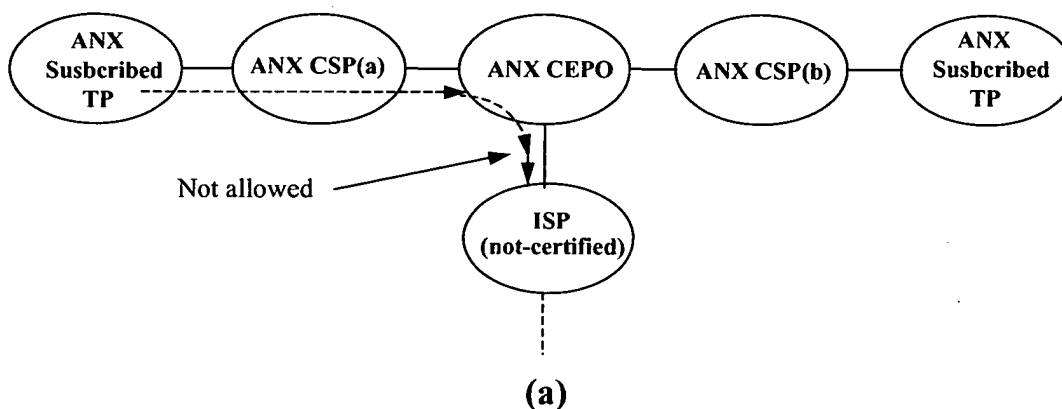 ANX
Susbcribed
TP
ANX CSP(a)
ANX CEPO
ANX CSP(b)
ANX
Susbcribed
TP
Not allowed
ISP
(not-certified)
(a)